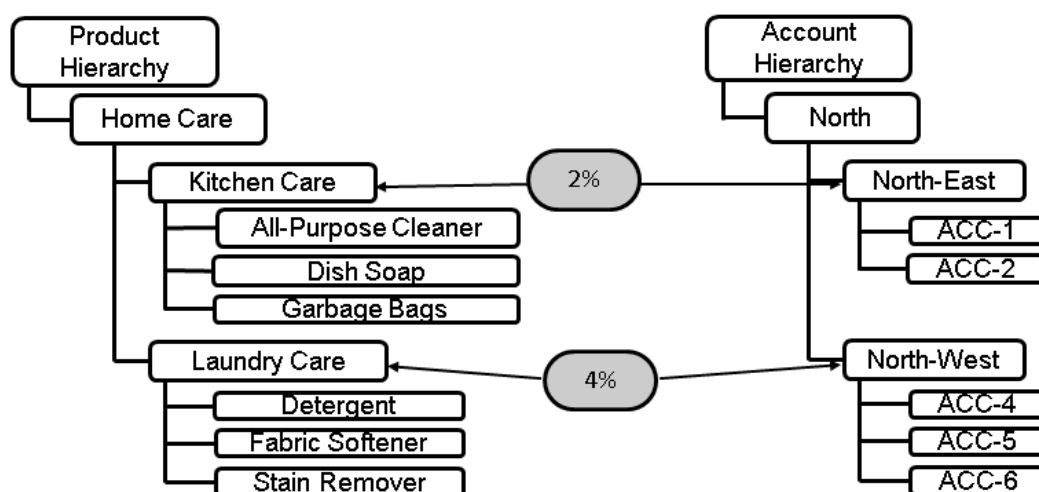 Product
Hierarchy
Home Care
Kitchen Care
All-Purpose Cleaner
Dish Soap
Garbage Bags
Laundry Care
Detergent
Fabric Softener
Stain Remover
2%
4%
Account
Hierarchy
North
North-East
ACC-1
ACC-2
North-West
ACC-4
ACC-5
ACC-6